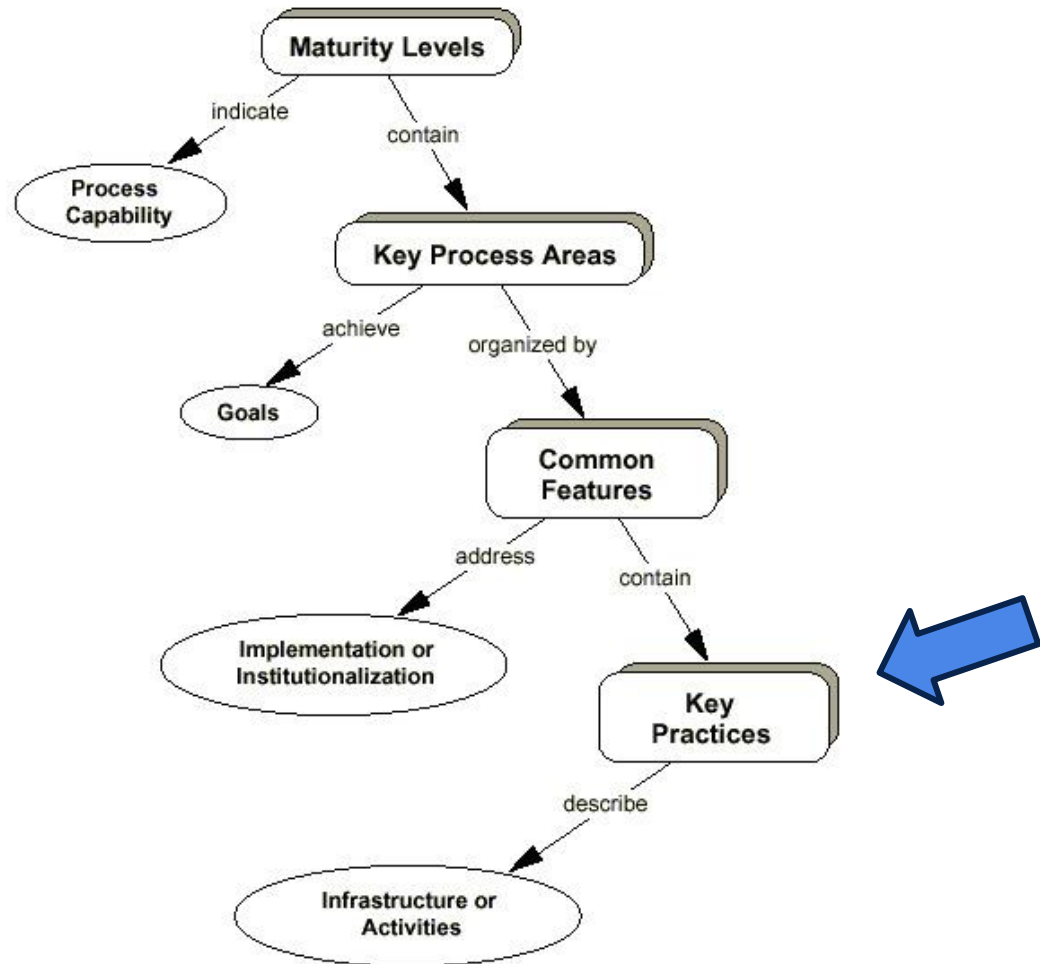 Maturity Levels
indicate
contain
Process
Capability
Key Process Areas
achieve
organized by
Goals
Common
Features
address
contain
Implementation or
Institutionalization
Key
Practices
describe
Infrastructure or
Activities